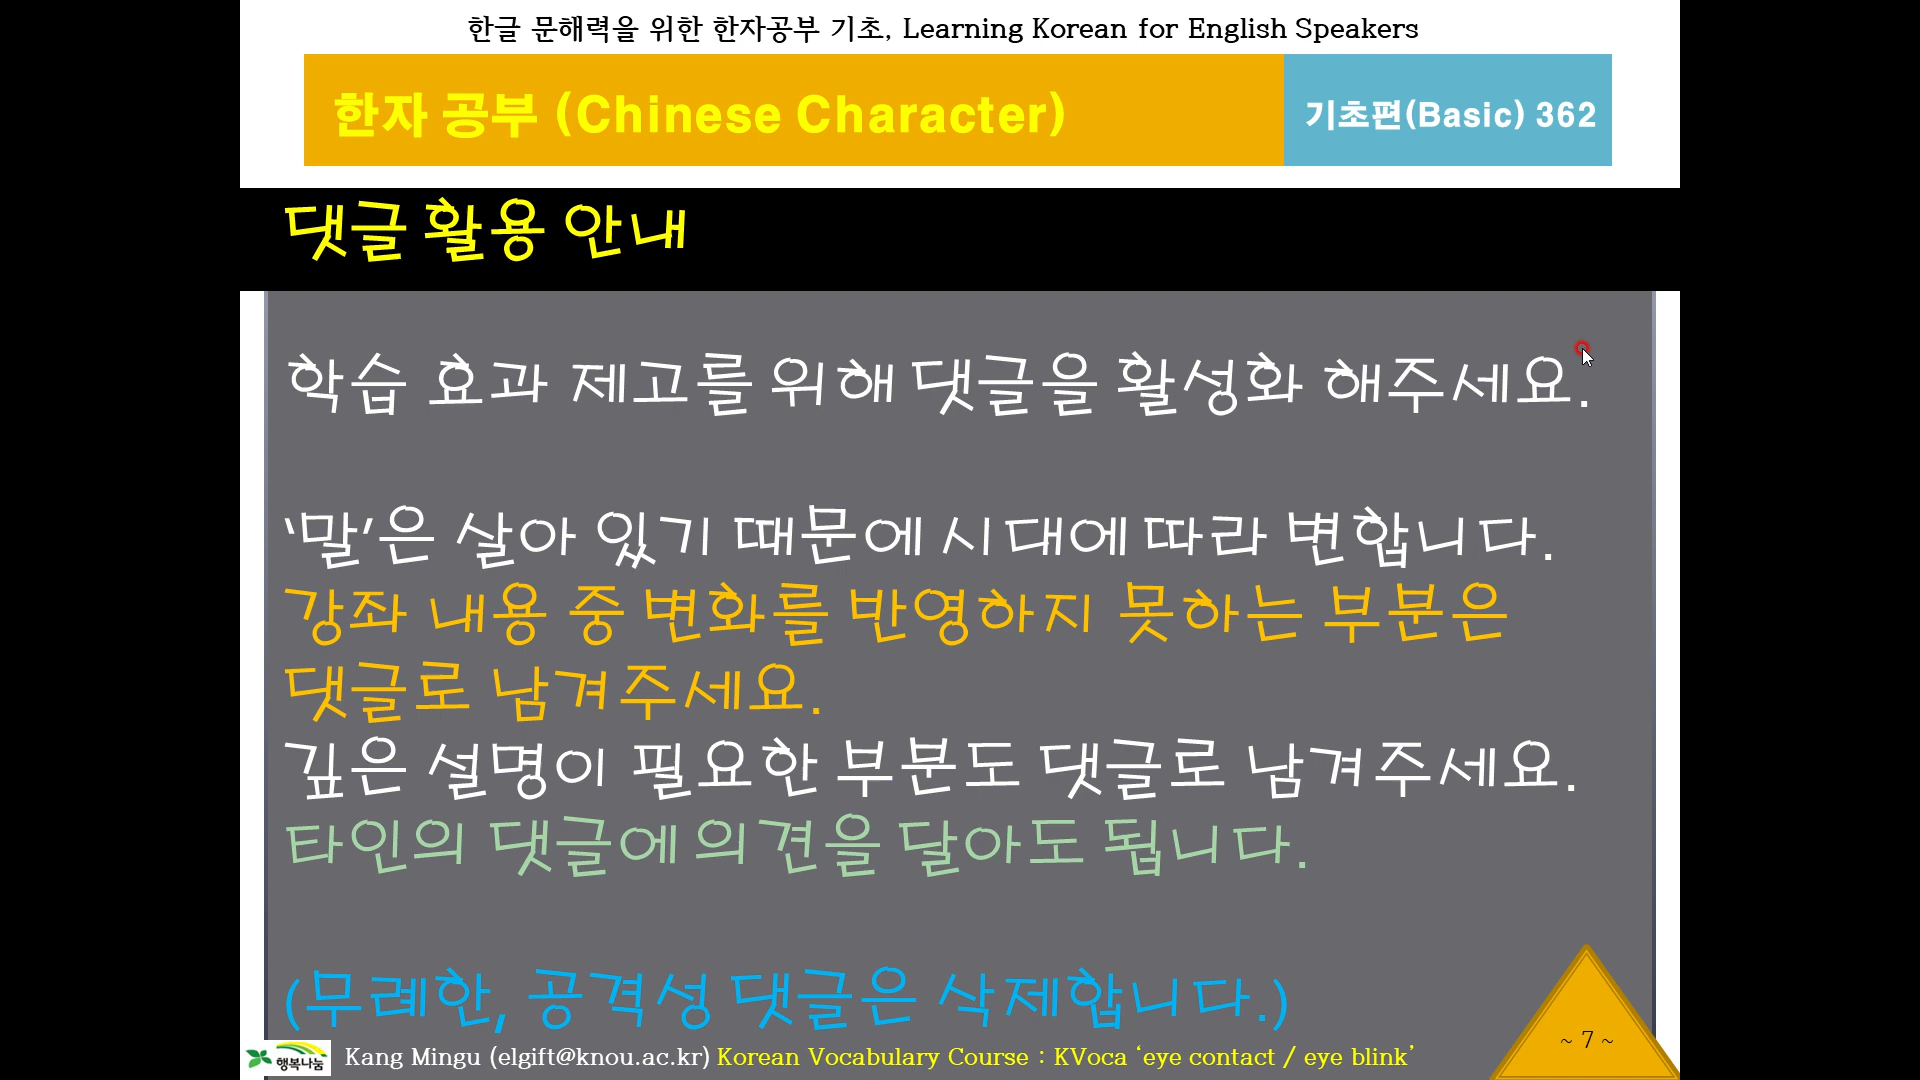 한글 문해력을 위한 한자공부 기초, Learning Korean for English Speakers
한자 공부 (Chinese Character)
기초편(Basic) 362
댓글 활용 안내
학습 효과 제고를 위해 댓글을 활성화 해주세요.
‘말’은 살아 있기 때문에 시대에 따라 변합니다.
강좌 내용 중 변화를 반영하지 못하는 부분은
댓글로 남겨주세요.
깊은 설명이 필요한 부분도 댓글로 남겨주세요.
타인의 댓글에 의견을 달아도 됩니다.
(무례한, 공격성 댓글은 삭제합니다.)
~ 7 ~
행복나눔
Kang Mingu (elgift@knou.ac.kr) Korean Vocabulary Course : KVoca ‘eye contact / eye blink’